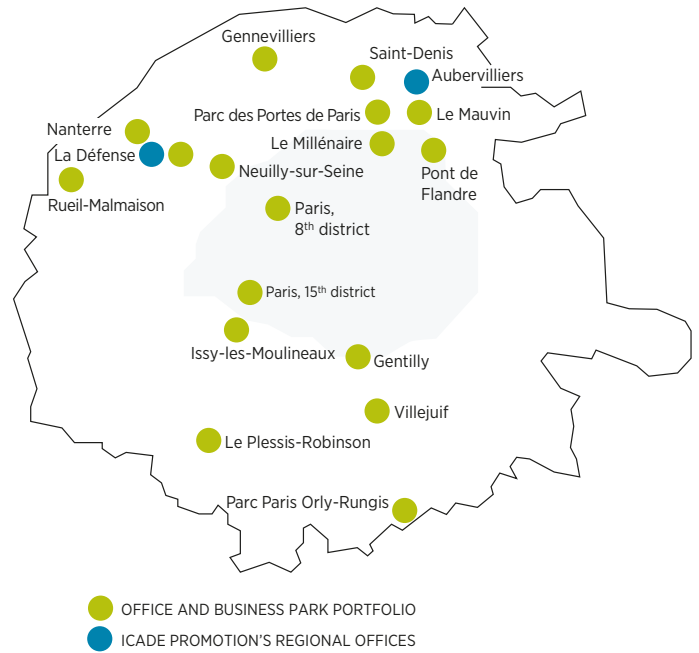 Gennevilliers
Saint-Denis
Aubervilliers
Parc des Portes de Paris
Le Mauvin
Nanterre
Le Millénaire
La Défense
Neuilly-sur-Seine
Pont de
Flandre
Rueil-Malmaison
Paris,
8th district
Paris, 15th district
Issy-les-Moulineaux
Gentilly
Villejuif
Le Plessis-Robinson
Parc Paris Orly-Rungis
OFFICE AND BUSINESS PARK PORTFOLIO
ICADE PROMOTION'S REGIONAL OFFICES